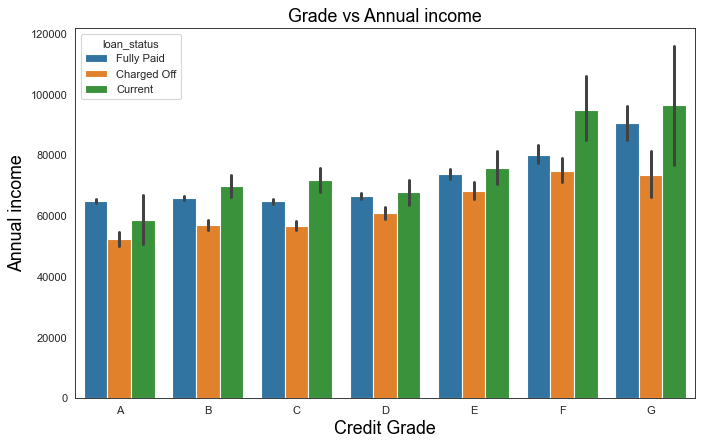 Grade vs Annual income
loan_status
Fully Paid
Charged Off
Current
Annual income
120000
100000
80000
60000
40000
20000
0
A B C D E F G
Credit Grade